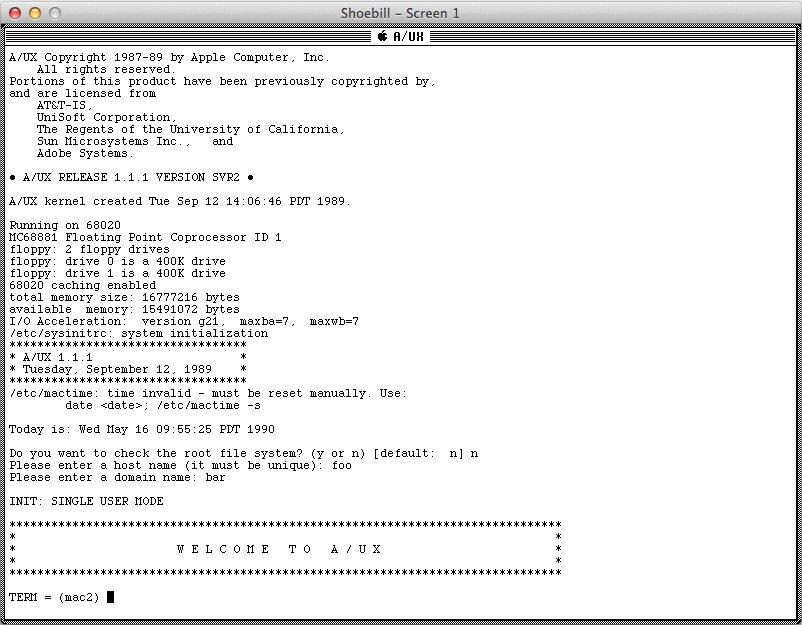 Shoebill – Screen 1
A/UX
A/UX Copyright 1987-89 by Apple Computer, Inc.
All rights reserved.
Portions of this product have been previously copyrighted by,
and are licensed from
AT&T-IS,
UniSoft Corporation,
The Regents of the University of California,
Sun Microsystems Inc.,   and
Adobe Systems.
● A/UX RELEASE 1.1.1 VERSION SVR2 ●
A/UX kernel created Tue Sep 12 14:06:46 PDT 1989.
Running on 68020
MC68881 Floating Point Coprocessor ID 1
floppy: 2 floppy drives
floppy: drive 0 is a 400K drive
floppy: drive 1 is a 400K drive
68020 caching enabled
total memory size: 16777216 bytes
available  memory: 15491072 bytes
I/O Acceleration:  version g21,  maxba=7,  maxwb=7
/etc/sysinitrc: system initialization
**********************************
* A/UX 1.1.1                     *
* Tuesday, September 12, 1989    *
**********************************
/etc/mactime: time invalid - must be reset manually. Use:
date <date>; /etc/mactime -s
Today is: Wed May 16 09:55:25 PDT 1990
Do you want to check the root file system? (y or n) [default:  n] n
Please enter a host name (it must be unique): foo
Please enter a domain name: bar
INIT: SINGLE USER MODE
*******************************************************************************
*                                                                             *
*                       W E L C O M E   T O   A / U X                         *
*                                                                             *
*******************************************************************************
TERM = (mac2)